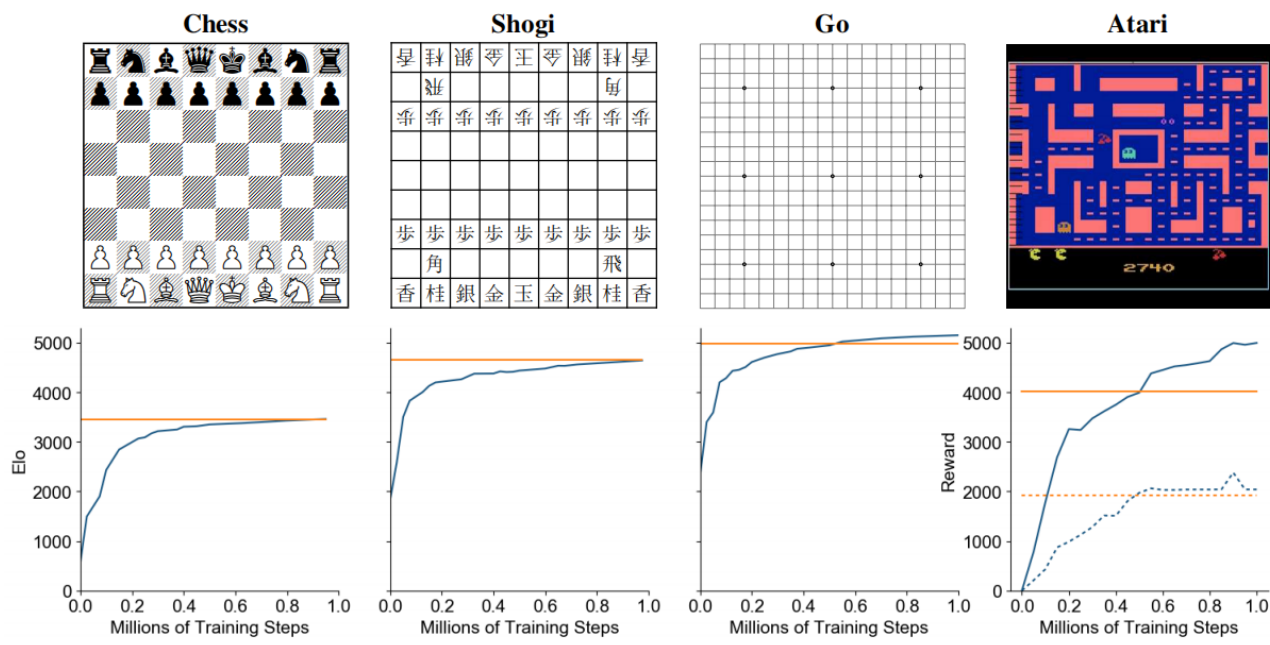 Chess
Shogi
Go
Atari
香 桂 銀 金 玉 金 銀 桂 香
飛 角
歩 歩 歩 歩 歩 歩 歩 歩 歩
歩 歩 歩 歩 歩 歩 歩 歩 歩
角 飛
香 桂 銀 金 玉 金 銀 桂 香
2740
Elo
5000
4000
3000
2000
1000
0
0.0 0.2 0.4 0.6 0.8 1.0
Millions of Training Steps
0.0 0.2 0.4 0.6 0.8 1.0
Millions of Training Steps
0.0 0.2 0.4 0.6 0.8 1.0
Millions of Training Steps
Reward
5000
4000
3000
2000
1000
0
0.0 0.2 0.4 0.6 0.8 1.0
Millions of Training Steps